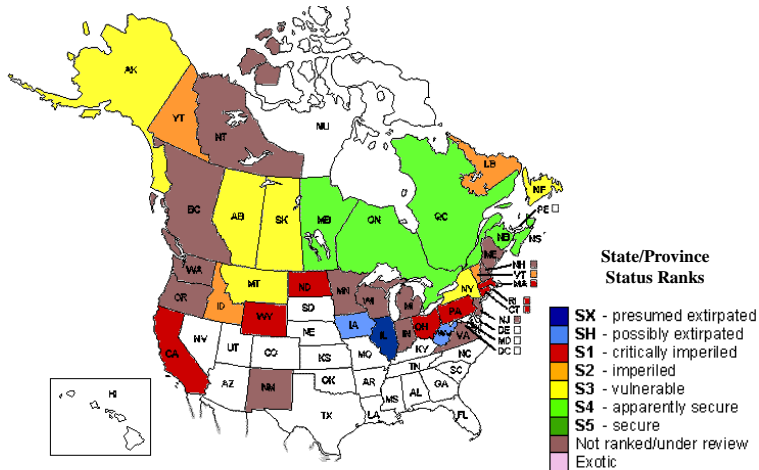 AK
YT
NT
NU
LB
NF
BC
AB
SK
MB
ON
QC
PE
NB
NS
WA
MT
ND
MN
ME
NH
VT
MA
OR
ID
WY
SD
WI
MI
NY
RI
CT
NV
NE
IA
IL
IN
OH
PA
NJ
DE
MD
DC
CA
UT
CO
KS
MO
KY
WV
VA
AZ
NM
OK
AR
TN
NC
SC
TX
LA
MS
AL
GA
FL
HI
State/Province
Status Ranks
SX - presumed extirpated
SH - possibly extirpated
S1 - critically imperiled
S2 - imperiled
S3 - vulnerable
S4 - apparently secure
S5 - secure
Not ranked/under review
Exotic